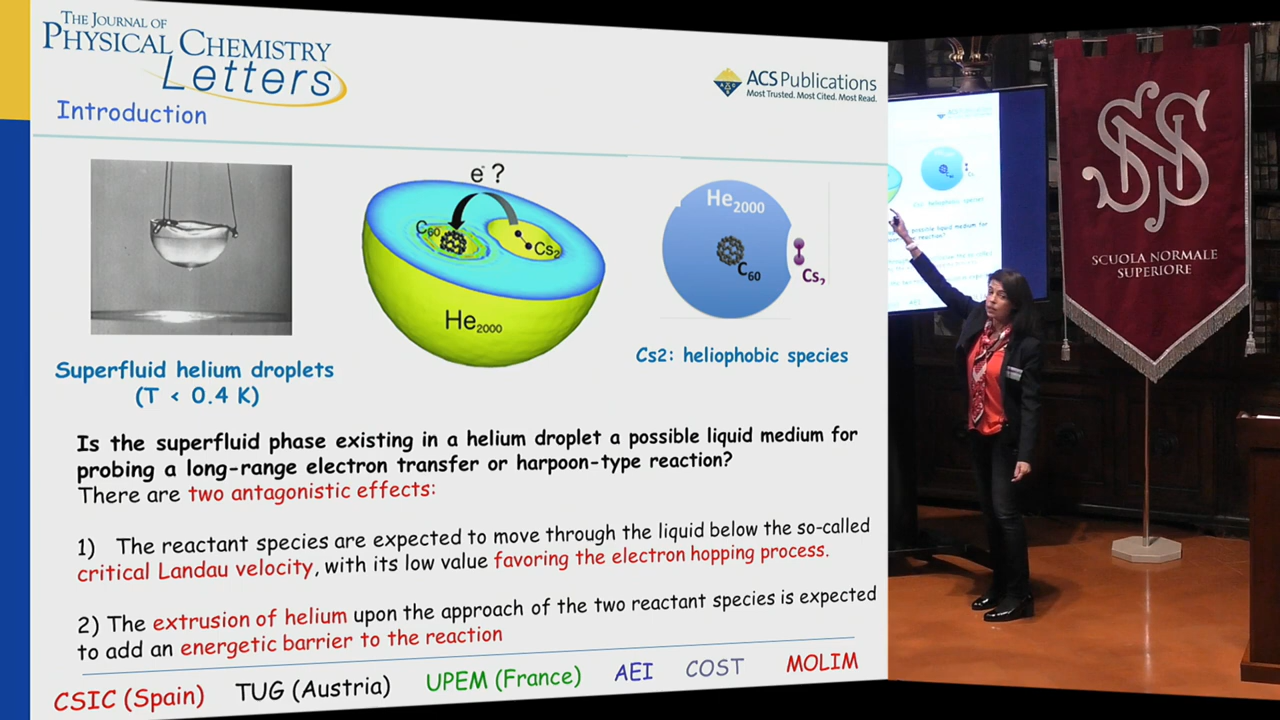 THE JOURNAL OF
PHYSICAL CHEMISTRY
Letters
ACS Publications
Most Trusted. Most Cited. Most Read.
Introduction
e⁻ ?
C60
Cs2
He2000
He2000
C60
Cs2
Superfluid helium droplets
(T < 0.4 K)
Cs2: heliophobic species
Is the superfluid phase existing in a helium droplet a possible liquid medium for
probing a long-range electron transfer or harpoon-type reaction?
There are two antagonistic effects:
1) The reactant species are expected to move through the liquid below the so-called
critical Landau velocity, with its low value favoring the electron hopping process.
2) The extrusion of helium upon the approach of the two reactant species is expected
to add an energetic barrier to the reaction
CSIC (Spain) TUG (Austria) UPEM (France) AEI COST MOLIM
SNS
SCUOLA NORMALE
SUPERIORE